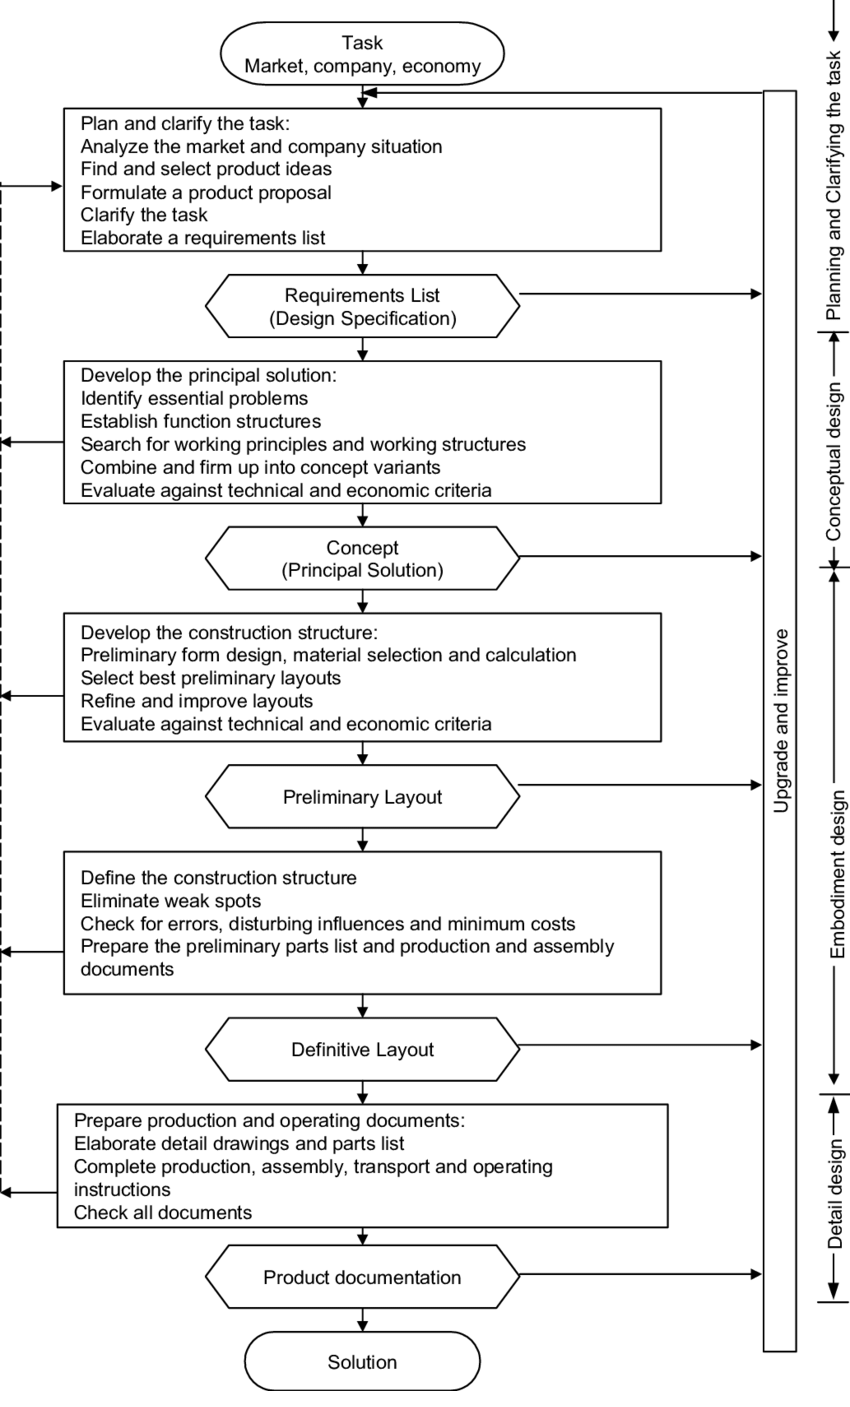 Task
Market, company, economy
Plan and clarify the task:
Analyze the market and company situation
Find and select product ideas
Formulate a product proposal
Clarify the task
Elaborate a requirements list
Requirements List
(Design Specification)
Develop the principal solution:
Identify essential problems
Establish function structures
Search for working principles and working structures
Combine and firm up into concept variants
Evaluate against technical and economic criteria
Concept
(Principal Solution)
Develop the construction structure:
Preliminary form design, material selection and calculation
Select best preliminary layouts
Refine and improve layouts
Evaluate against technical and economic criteria
Preliminary Layout
Define the construction structure
Eliminate weak spots
Check for errors, disturbing influences and minimum costs
Prepare the preliminary parts list and production and assembly
documents
Definitive Layout
Prepare production and operating documents:
Elaborate detail drawings and parts list
Complete production, assembly, transport and operating
instructions
Check all documents
Product documentation
Solution
Upgrade and improve
Planning and Clarifying the task
Conceptual design
Embodiment design
Detail design